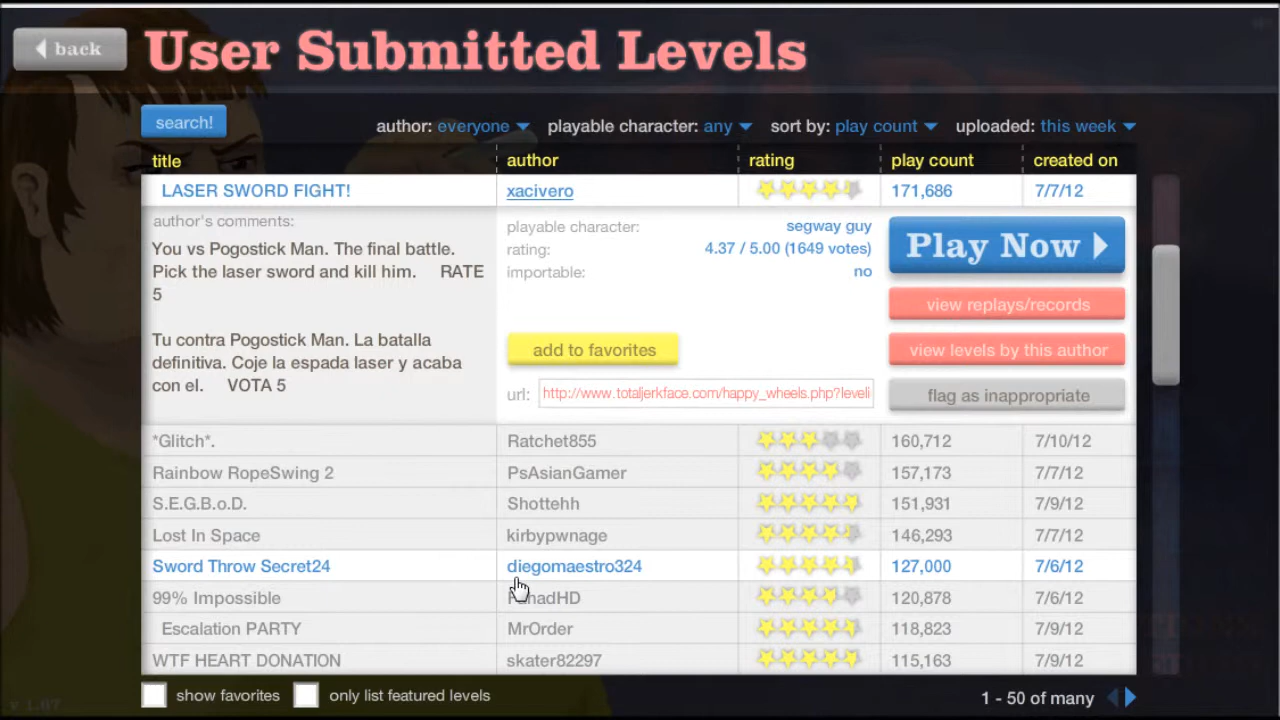 back
User Submitted Levels
search!
author: everyone playable character: any sort by: play count uploaded: this week
title author rating play count created on
LASER SWORD FIGHT! xacivero 171,686 7/7/12
author's comments:
You vs Pogostick Man. The final battle.
Pick the laser sword and kill him. RATE
5
Tu contra Pogostick Man. La batalla
definitiva. Coje la espada laser y acaba
con el. VOTA 5
playable character: segway guy
rating: 4.37 / 5.00 (1649 votes)
importable: no
add to favorites
url: http://www.totaljerkface.com/happy_wheels.php?leveli
Play Now
view replays/records
view levels by this author
flag as inappropriate
*Glitch*. Ratchet855 160,712 7/10/12
Rainbow RopeSwing 2 PsAsianGamer 157,173 7/7/12
S.E.G.B.o.D. Shottehh 151,931 7/9/12
Lost In Space kirbypwnage 146,293 7/7/12
Sword Throw Secret24 diegomaestro324 127,000 7/6/12
99% Impossible 120,878 7/6/12
Escalation PARTY MrOrder 118,823 7/9/12
WTF HEART DONATION skater82297 115,163 7/9/12
show favorites only list featured levels 1 - 50 of many